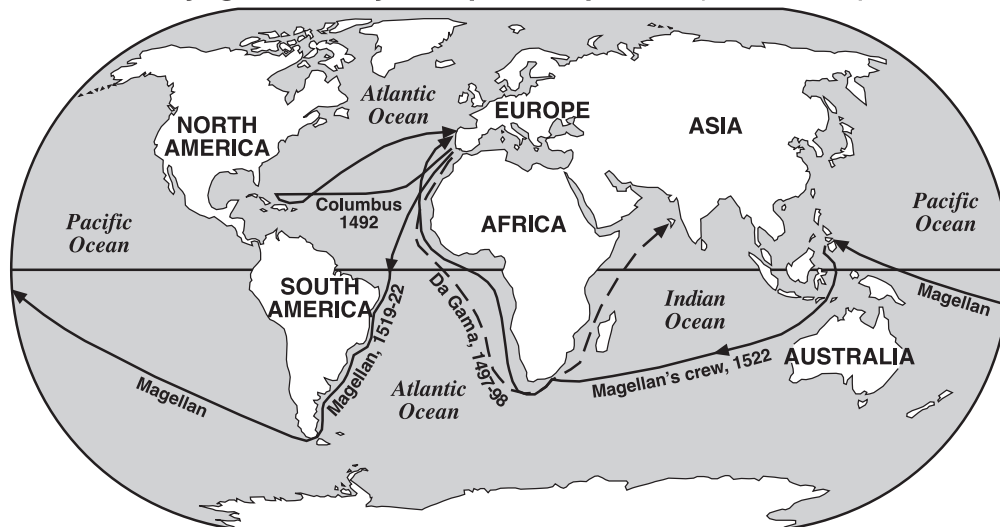 Atlantic
Ocean
EUROPE
NORTH
AMERICA
ASIA
Columbus
1492
Pacific
Ocean
AFRICA
Pacific
Ocean
SOUTH
AMERICA
Da Gama, 1497-98
Indian
Ocean
Magellan
Magellan, 1519-22
AUSTRALIA
Magellan
Atlantic
Ocean
Magellan's crew, 1522